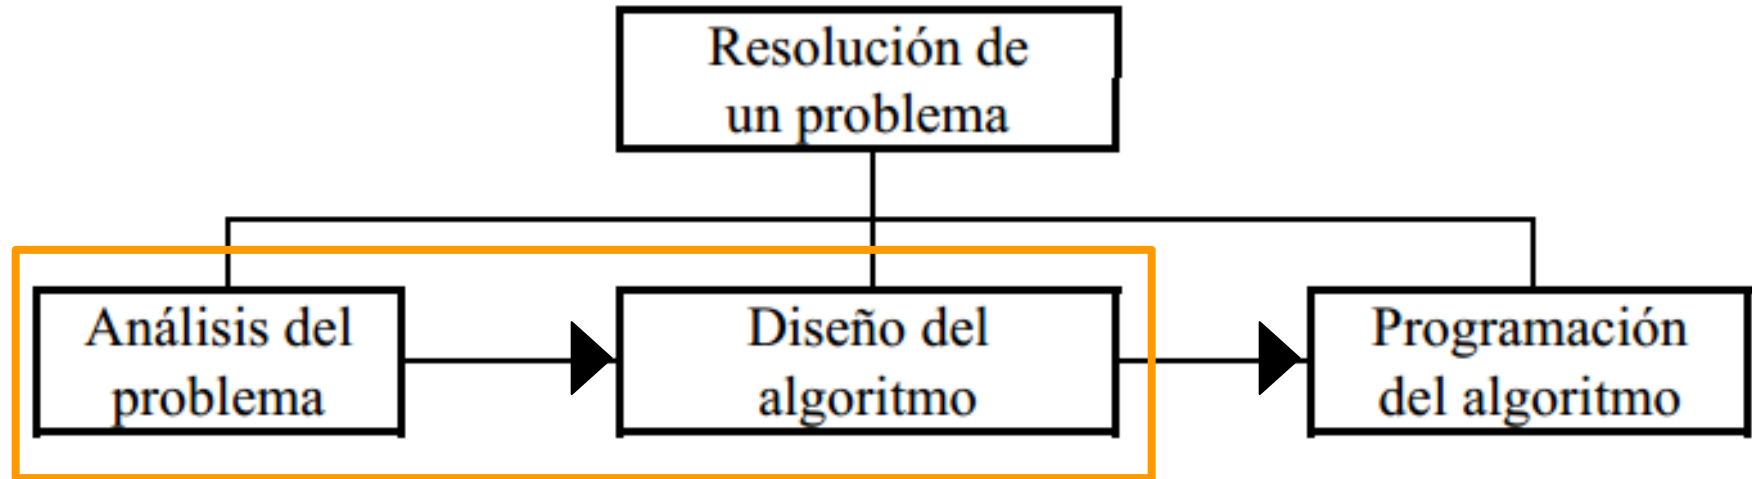 Resolución de
un problema
Análisis del
problema
Diseño del
algoritmo
Programación
del algoritmo